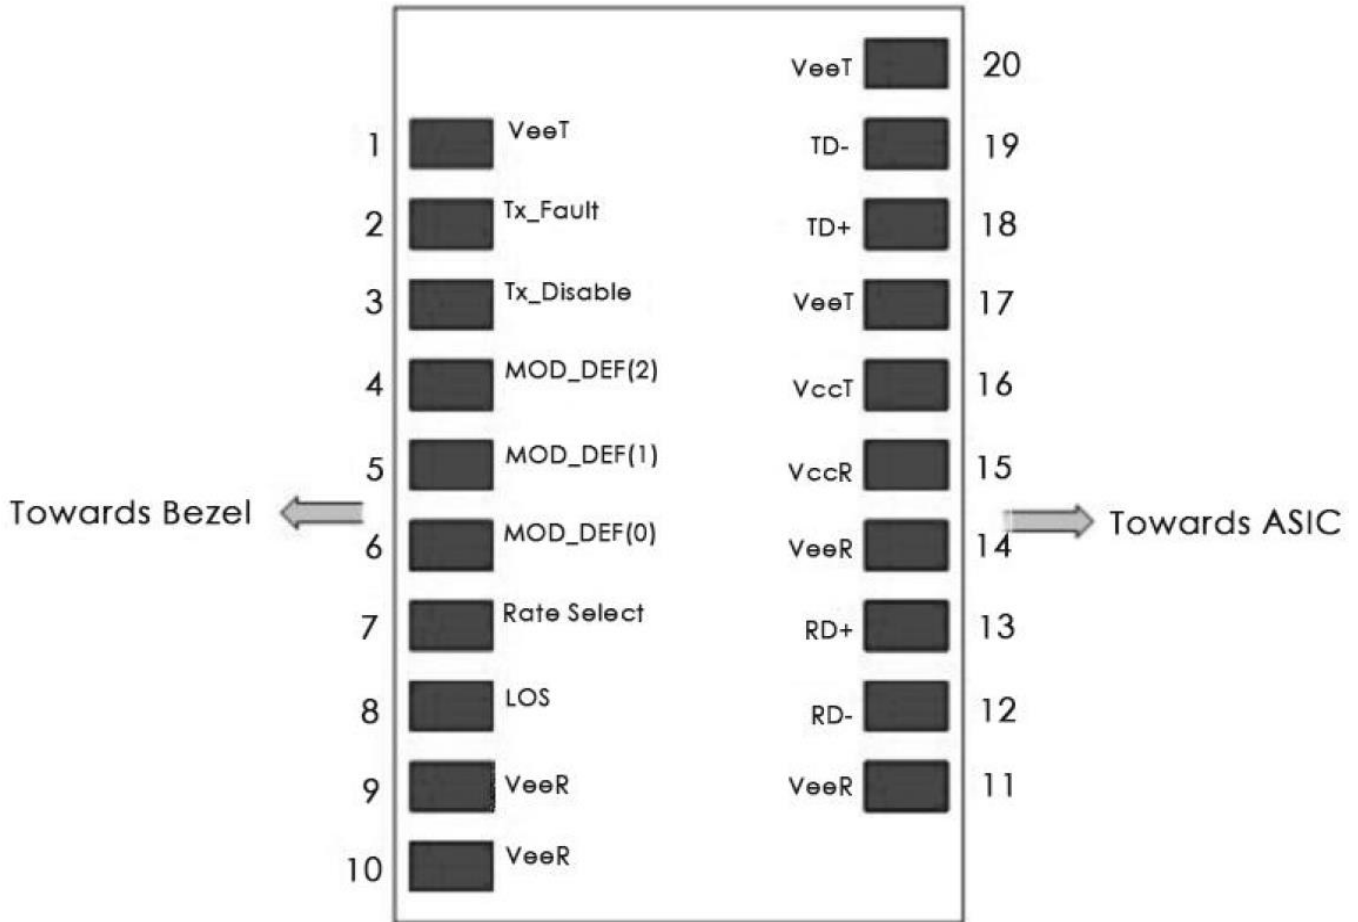 VeeT 20
1 VeeT
TD- 19
2 Tx_Fault
TD+ 18
3 Tx_Disable
VeeT 17
4 MOD_DEF(2)
VccT 16
5 MOD_DEF(1)
VccR 15
Towards Bezel
6 MOD_DEF(0)
VeeR 14
Towards ASIC
7 Rate Select
RD+ 13
8 LOS
RD- 12
9 VeeR
VeeR 11
10 VeeR